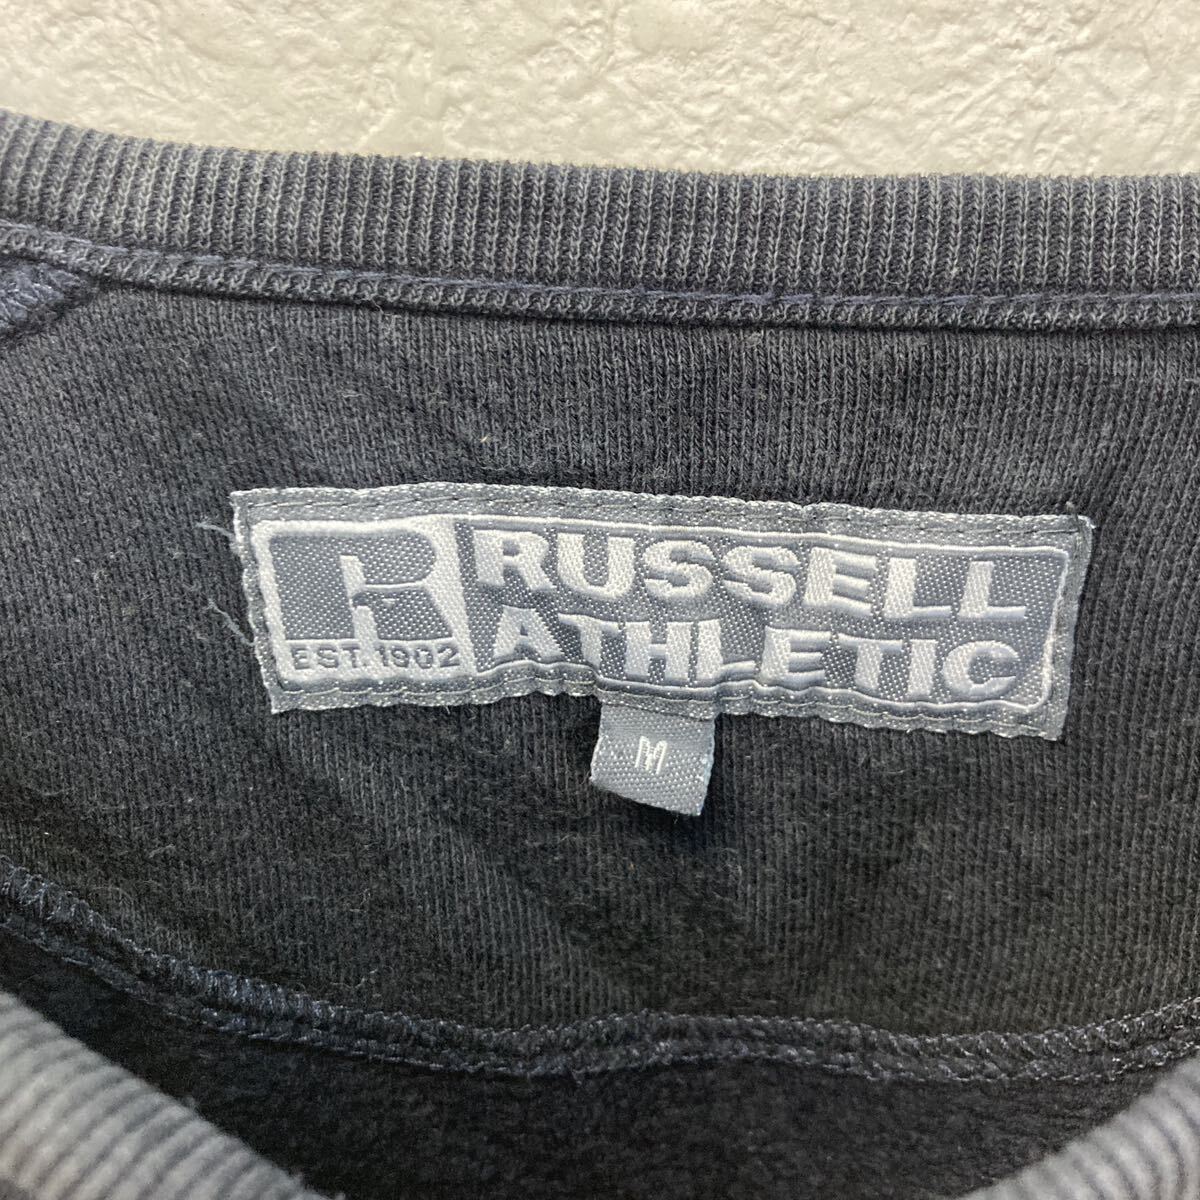 R
EST. 1902
RUSSELL
ATHLETIC
M